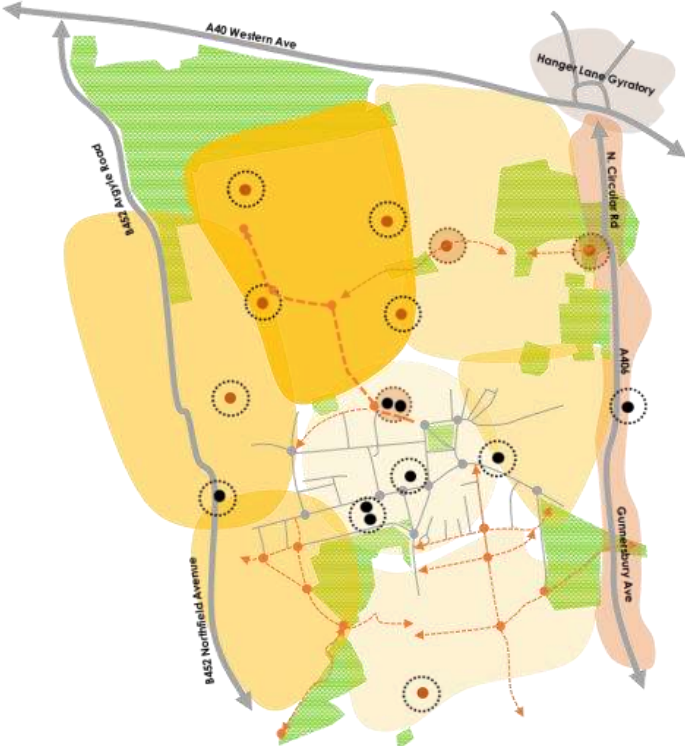 A40 Western Ave
Hanger Lane Gyratory
B452 Argyle Road
N. Circular Rd
A406
Gunnersbury Ave
B452 Northfield Avenue